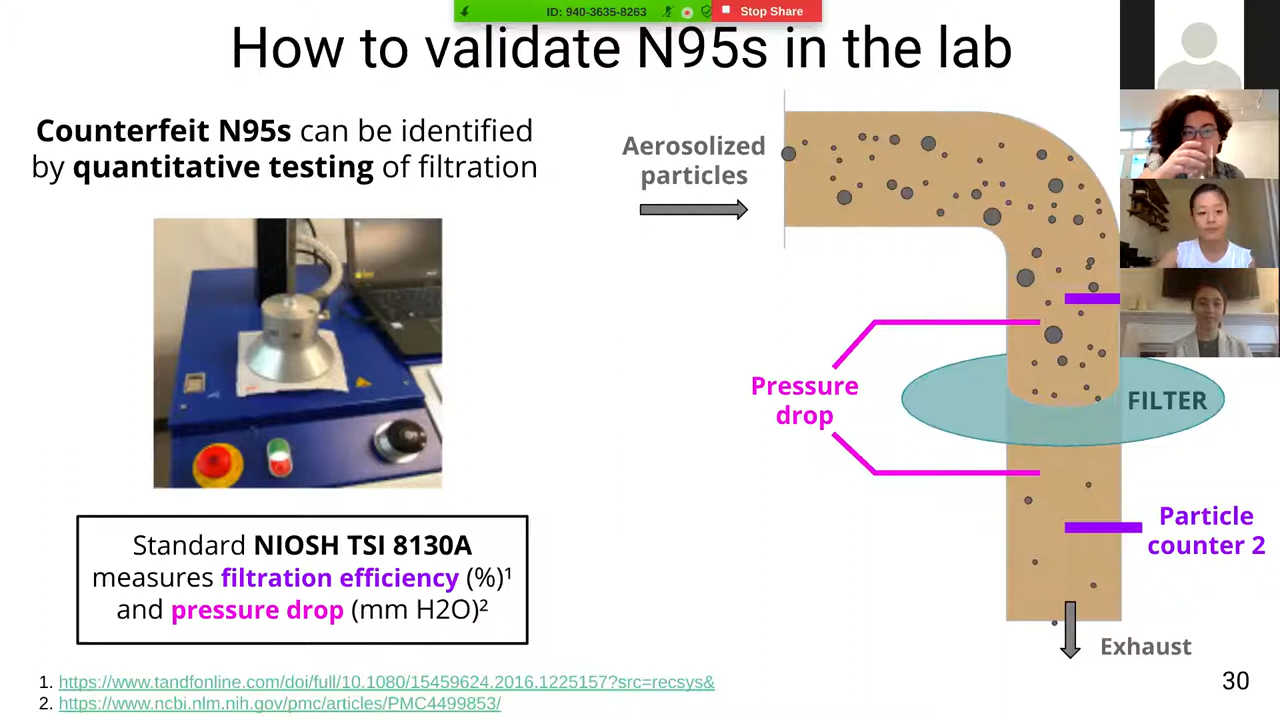 ID: 940-3635-8263
Stop Share
How to validate N95s in the lab
Counterfeit N95s can be identified
by quantitative testing of filtration
Aerosolized
particles
Pressure
drop
FILTER
Particle
counter 2
Exhaust
Standard NIOSH TSI 8130A
measures filtration efficiency (%)¹
and pressure drop (mm H2O)²
1. https://www.tandfonline.com/doi/full/10.1080/15459624.2016.1225157?src=recsys&
2. https://www.ncbi.nlm.nih.gov/pmc/articles/PMC4499853/
30